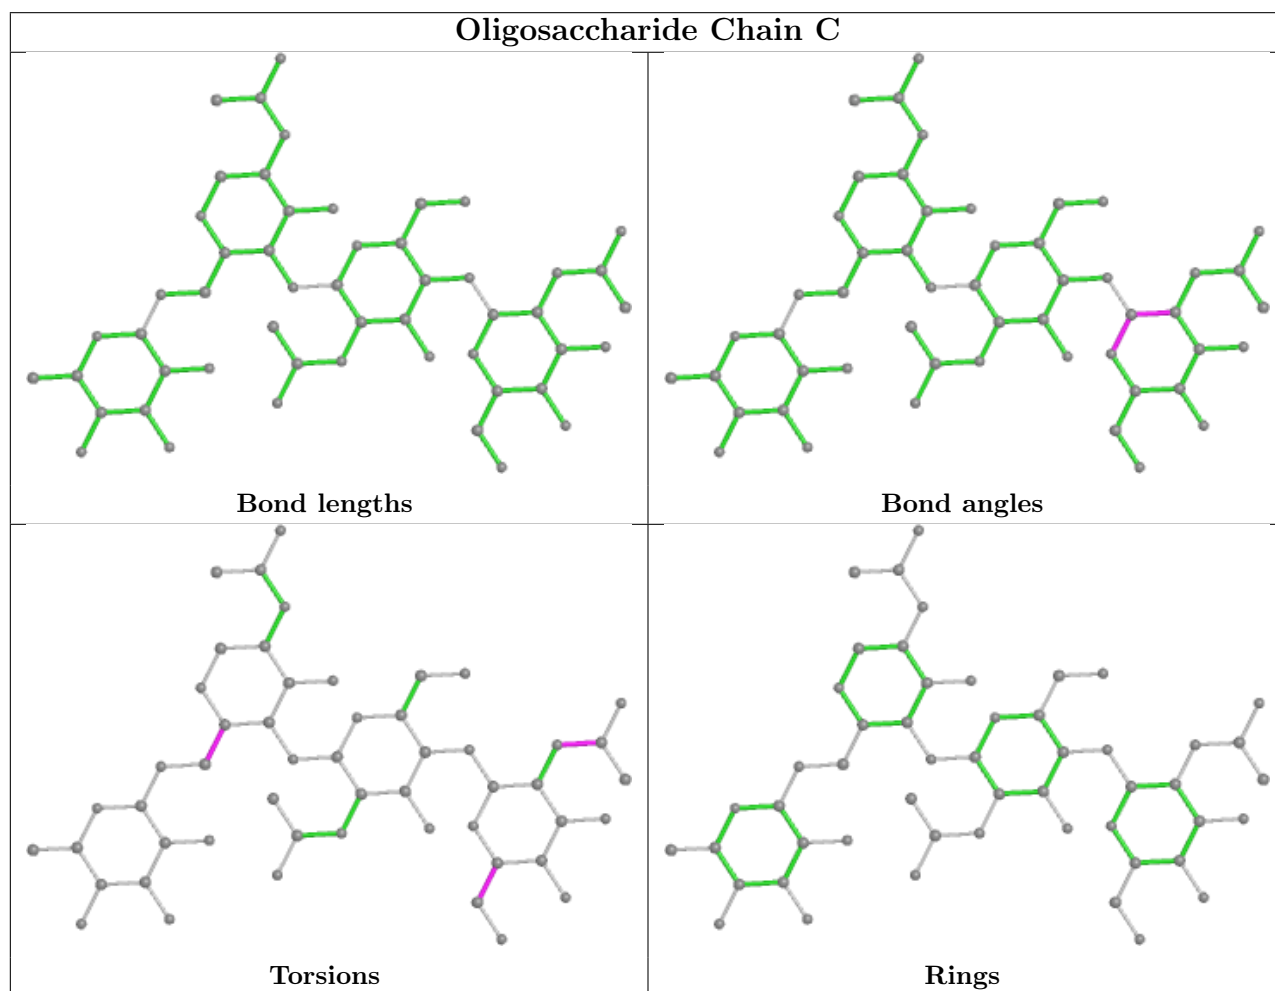 Oligosaccharide Chain C
Bond lengths
Bond angles
Torsions
Rings